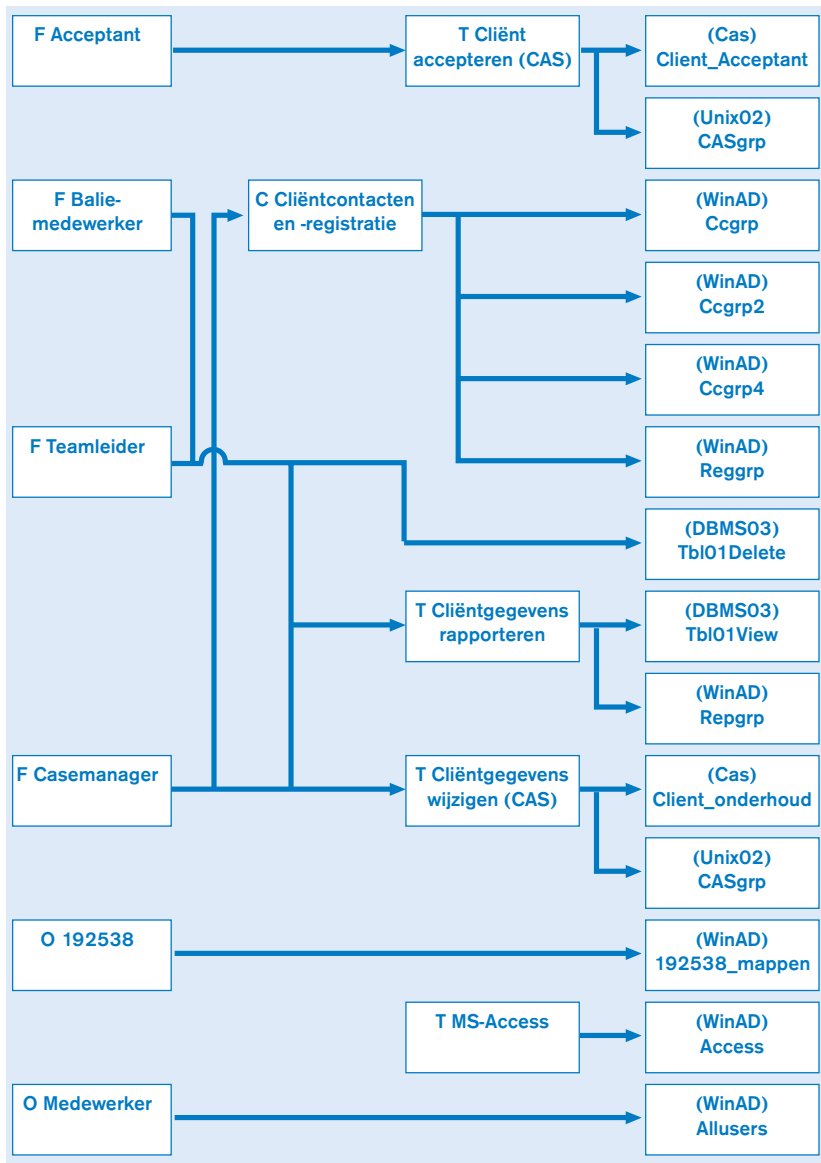 F Acceptant
T Cliënt
accepteren (CAS)
(Cas)
Client_Acceptant
(Unix02)
CASgrp
F Balie-
medewerker
C Cliëntcontacten
en -registratie
(WinAD)
Ccgrp
(WinAD)
Ccgrp2
(WinAD)
Ccgrp4
F Teamleider
(WinAD)
Reggrp
(DBMS03)
Tbl01Delete
T Cliëntgegevens
rapporteren
(DBMS03)
Tbl01View
(WinAD)
Repgrp
F Casemanager
T Cliëntgegevens
wijzigen (CAS)
(Cas)
Client_onderhoud
(Unix02)
CASgrp
O 192538
(WinAD)
192538_mappen
T MS-Access
(WinAD)
Access
O Medewerker
(WinAD)
Allusers